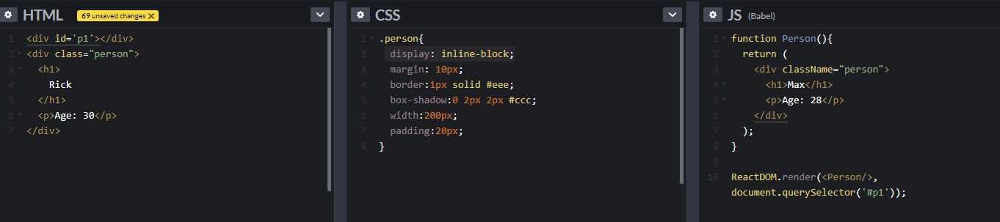 HTML 69 unsaved changes X
1 <div id='p1'></div>
2 <div class="person">
3 <h1>
4 Rick
5 </h1>
6 <p>Age: 30</p>
7 </div>
CSS
1 .person{
2 display: inline-block;
3 margin: 10px;
4 border:1px solid #eee;
5 box-shadow:0 2px 2px #ccc;
6 width:200px;
7 padding:20px;
8 }
JS (Babel)
1 function Person(){
2 return (
3 <div className="person">
4 <h1>Max</h1>
5 <p>Age: 28</p>
6 </div>
7 );
8 }
9
10 ReactDOM.render(<Person/>,
document.querySelector('#p1'));